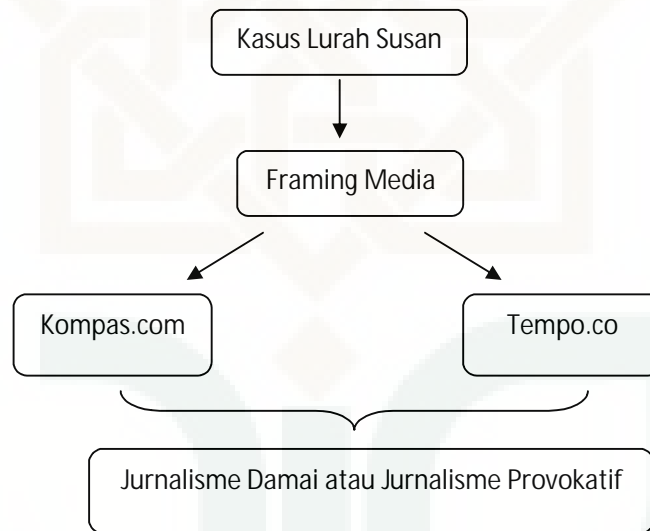 Kasus Lurah Susan
Framing Media
Kompas.com
Tempo.co
Jurnalisme Damai atau Jurnalisme Provokatif